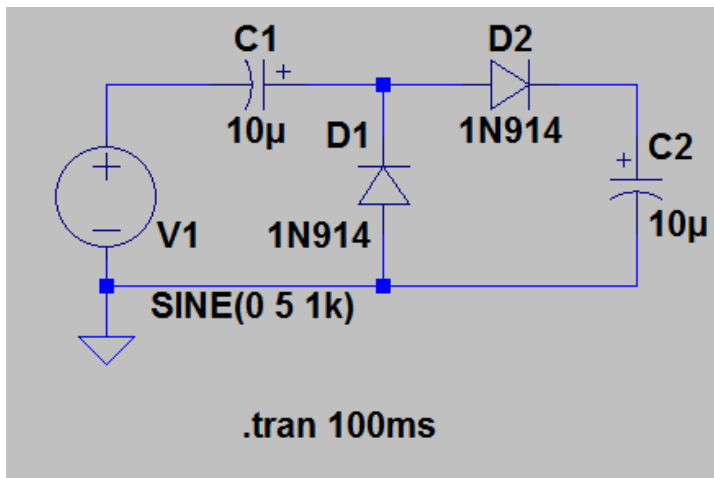 C1
+
10µ
D2
1N914
D1
1N914
+
C2
10µ
+
−
V1
SINE(0 5 1k)
.tran 100ms